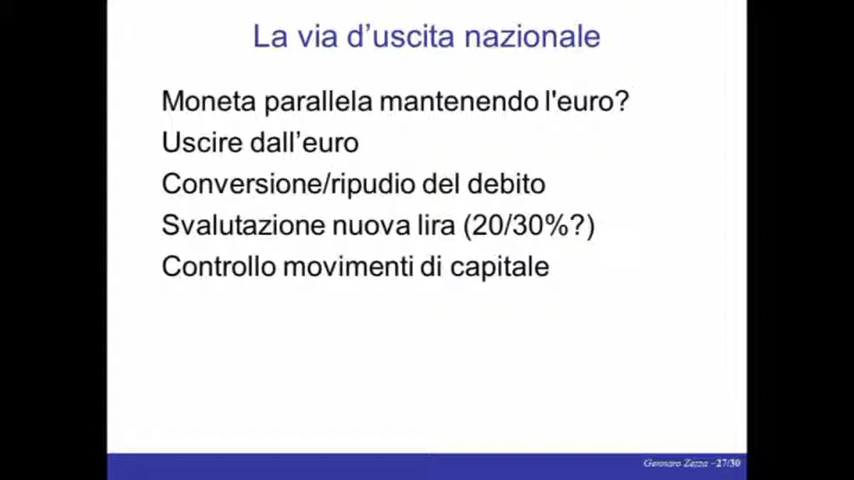 La via d’uscita nazionale
Moneta parallela mantenendo l'euro?
Uscire dall’euro
Conversione/ripudio del debito
Svalutazione nuova lira (20/30%?)
Controllo movimenti di capitale
Gennaro Zezza –27/30